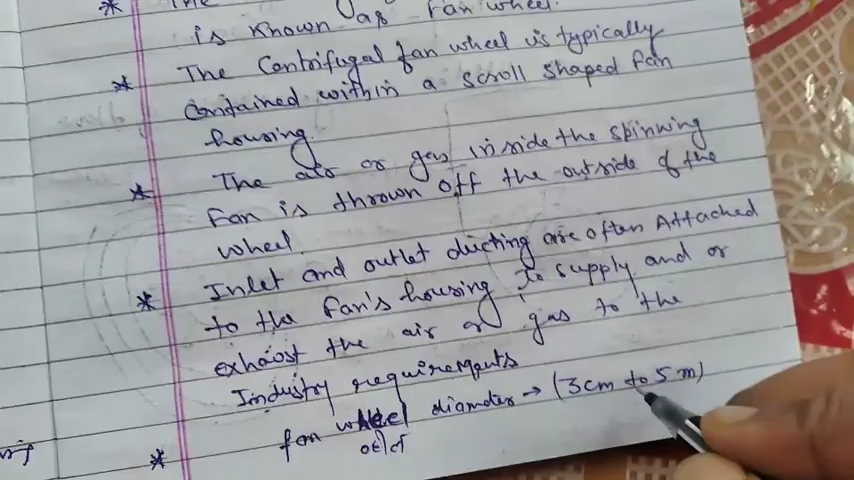 * The
is known as Fan wheel.
* The Centrifugal fan wheel is typically
contained within a scroll shaped fan
housing.
* The air or gas inside the spinning
Fan is thrown off the outside of the
wheel.
* Inlet and outlet ducting are often Attached
to the Fan's housing to supply and or
exhaust the air or gas to the
Industry requirements
* fan wheel diameter → (3cm to 5 m)